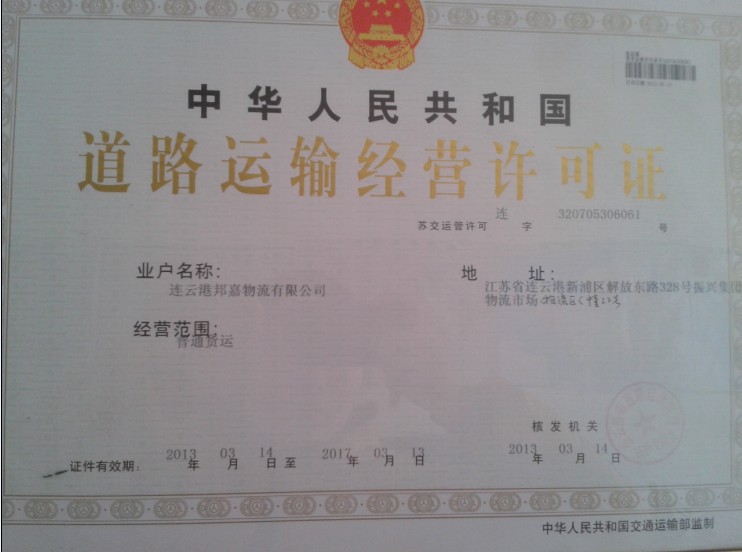 中华人民共和国
道路运输经营许可证
苏交运管许可 连 字 320705306061 号
业户名称：
连云港邦嘉物流有限公司
地 址：
江苏省连云港新浦区解放东路328号振兴集团
物流市场
经营范围：
普通货运
核发机关
证件有效期： 2013 年 03 月 14 日 至 2017 年 03 月 13 日
2013 年 03 月 14 日
中华人民共和国交通运输部监制